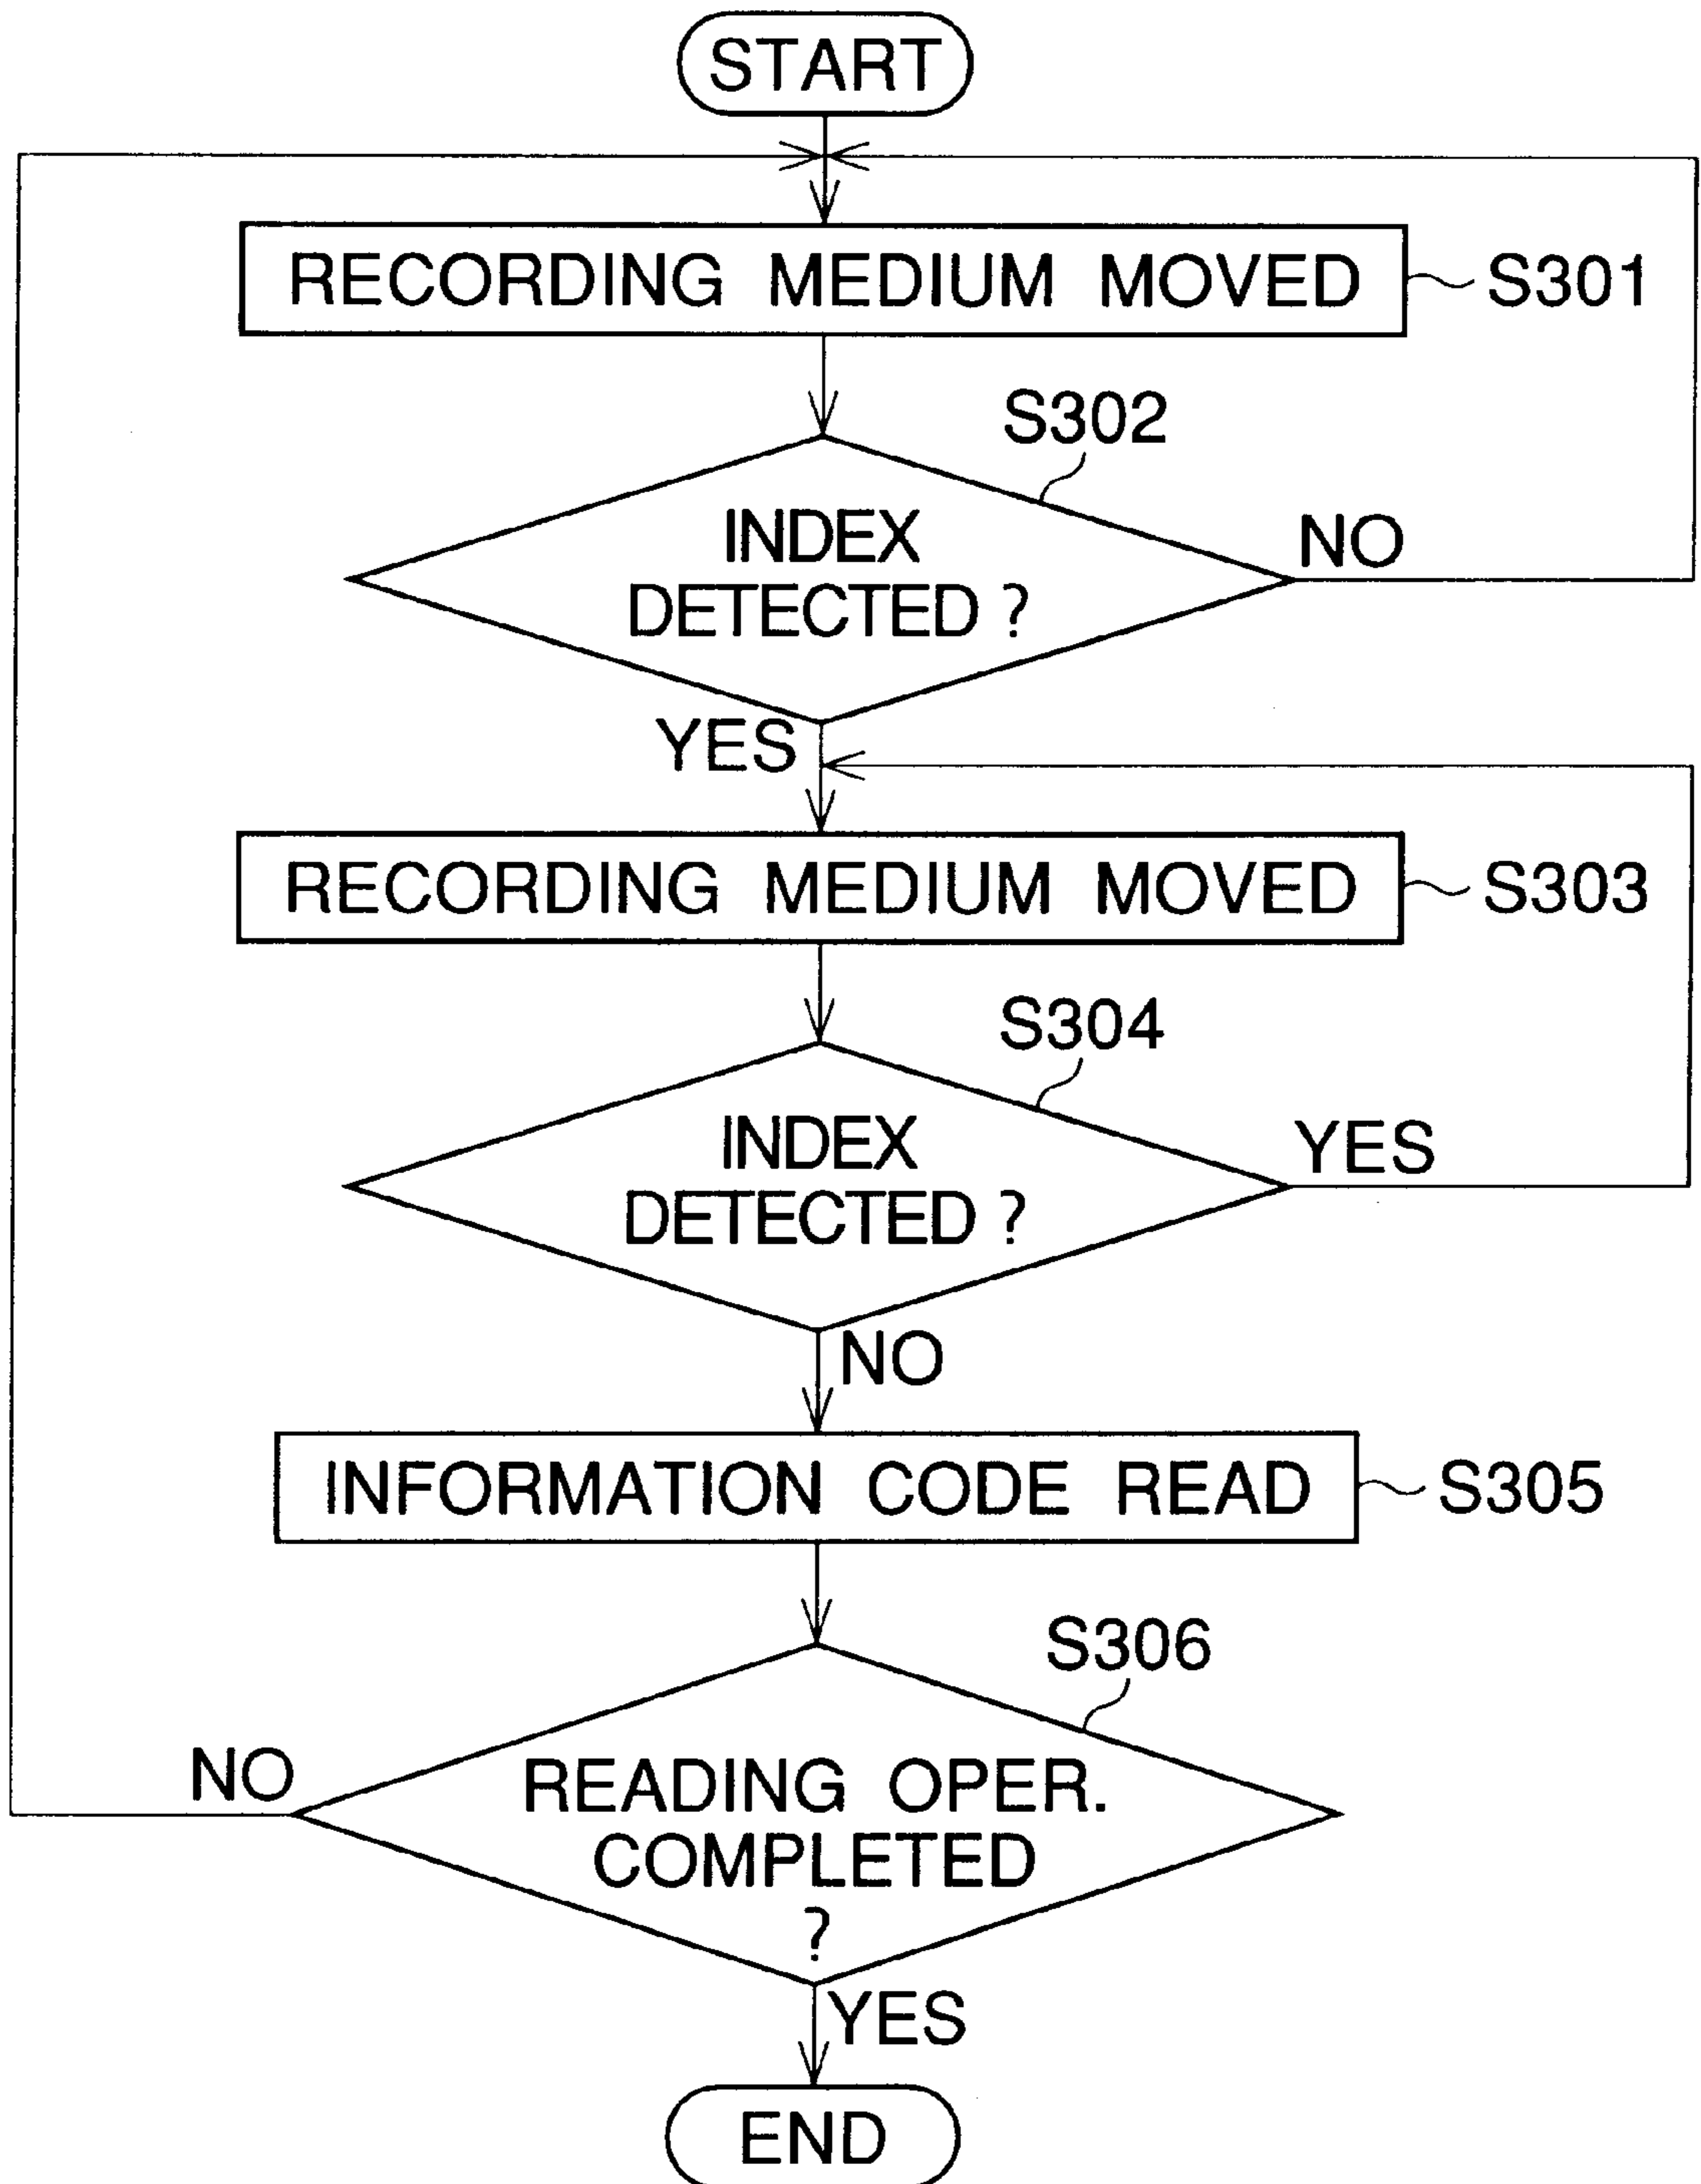 START
RECORDING MEDIUM MOVED
S301
S302
INDEX
DETECTED ?
NO
YES
RECORDING MEDIUM MOVED
S303
S304
INDEX
DETECTED ?
YES
NO
INFORMATION CODE READ
S305
S306
NO
READING OPER.
COMPLETED
?
YES
END